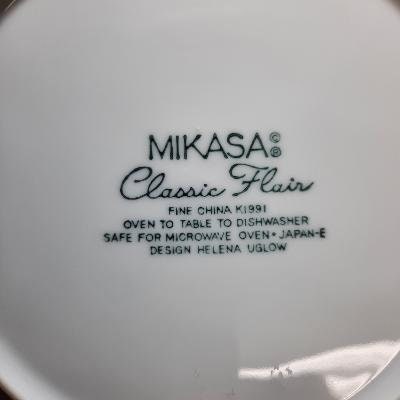 MIKASA©®
Classic Flair
FINE CHINA K1991
OVEN TO TABLE TO DISHWASHER
SAFE FOR MICROWAVE OVEN • JAPAN-E
DESIGN HELENA UGLOW